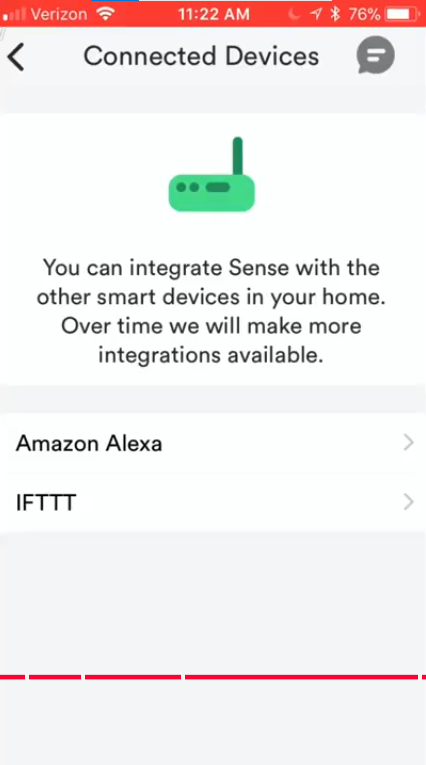 Verizon 11:22 AM 76%
Connected Devices
You can integrate Sense with the
other smart devices in your home.
Over time we will make more
integrations available.
Amazon Alexa
IFTTT